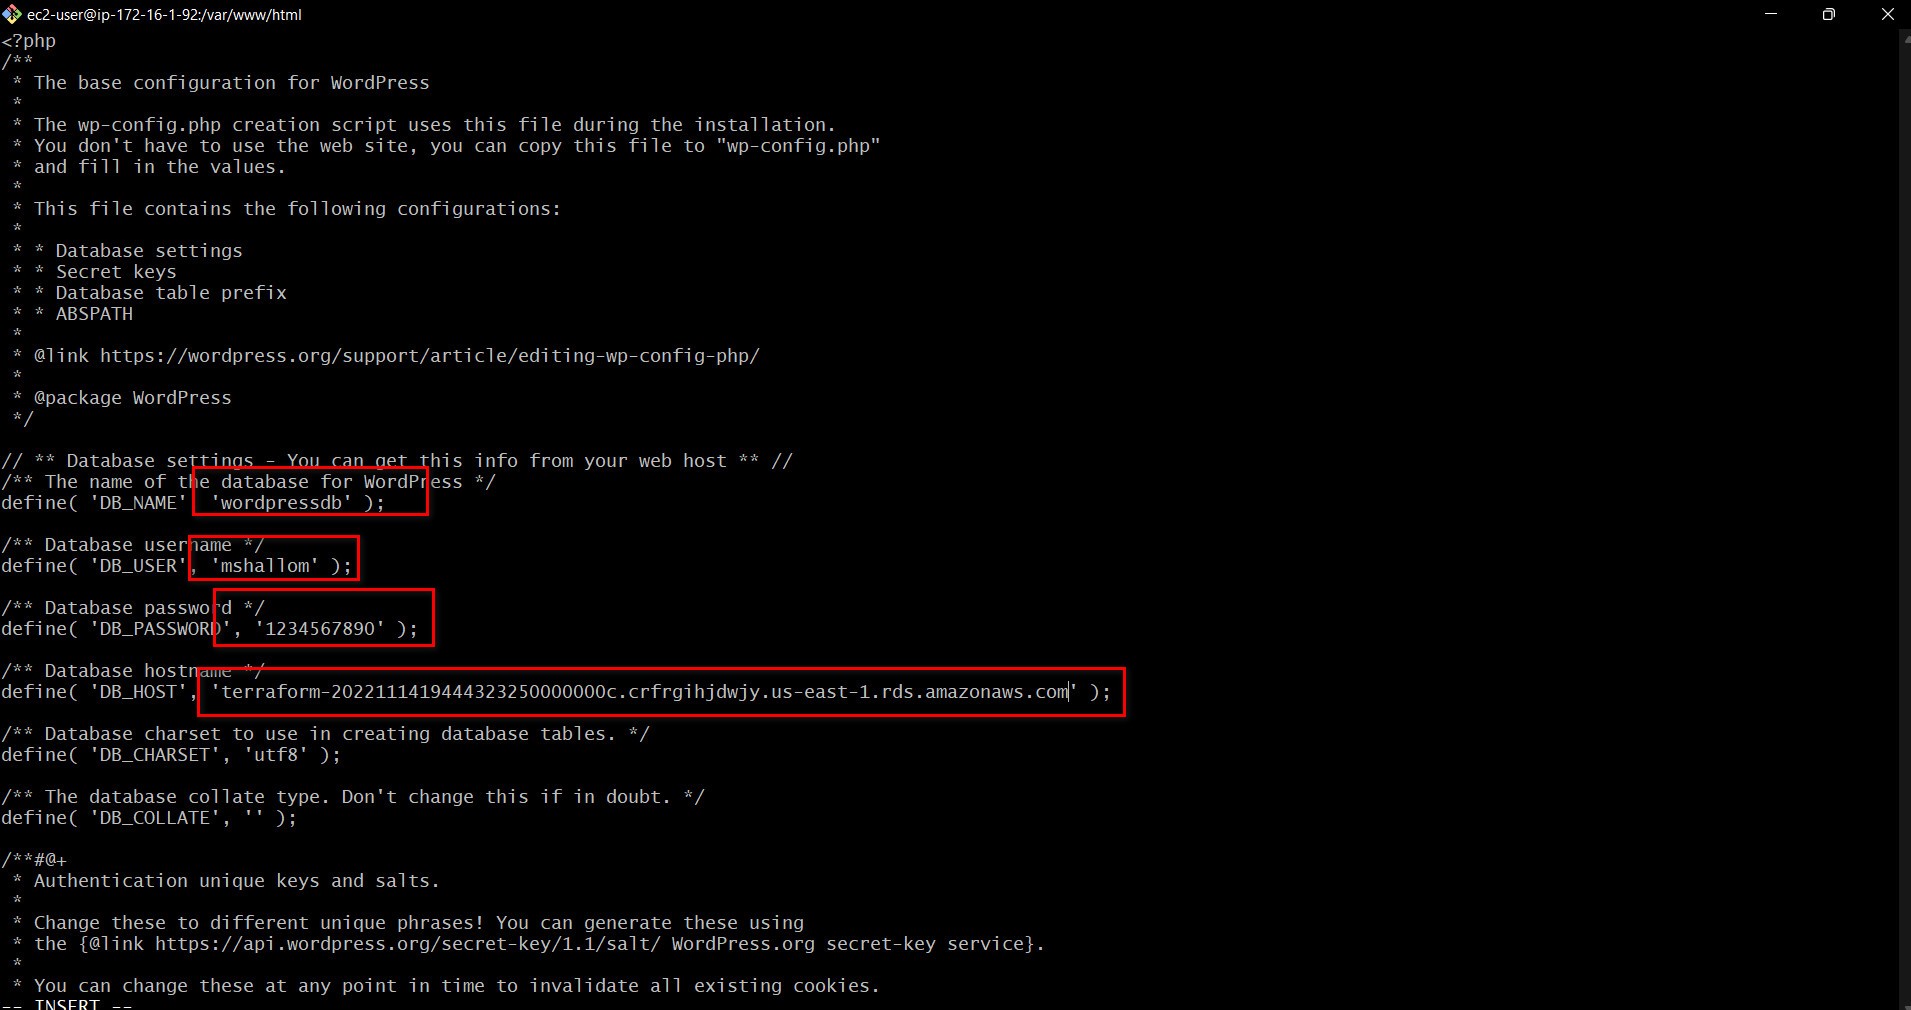 ec2-user@ip-172-16-1-92:/var/www/html
<?php
/**
 * The base configuration for WordPress
 *
 * The wp-config.php creation script uses this file during the installation.
 * You don't have to use the web site, you can copy this file to "wp-config.php"
 * and fill in the values.
 *
 * This file contains the following configurations:
 *
 * * Database settings
 * * Secret keys
 * * Database table prefix
 * * ABSPATH
 *
 * @link https://wordpress.org/support/article/editing-wp-config-php/
 *
 * @package WordPress
 */
// ** Database settings - You can get this info from your web host ** //
/** The name of the database for WordPress */
define( 'DB_NAME' 'wordpressdb' );
/** Database username */
define( 'DB_USER', 'mshallom' );
/** Database password */
define( 'DB_PASSWORD', '1234567890' );
/** Database hostname */
define( 'DB_HOST', 'terraform-20221114194443232500000​00c.crfrgihjdwjy.us-east-1.rds.amazonaws.com' );
/** Database charset to use in creating database tables. */
define( 'DB_CHARSET', 'utf8' );
/** The database collate type. Don't change this if in doubt. */
define( 'DB_COLLATE', '' );
/**#@+
 * Authentication unique keys and salts.
 *
 * Change these to different unique phrases! You can generate these using
 * the {@link https://api.wordpress.org/secret-key/1.1/salt/ WordPress.org secret-key service}.
 *
 * You can change these at any point in time to invalidate all existing cookies.
-- INSERT --